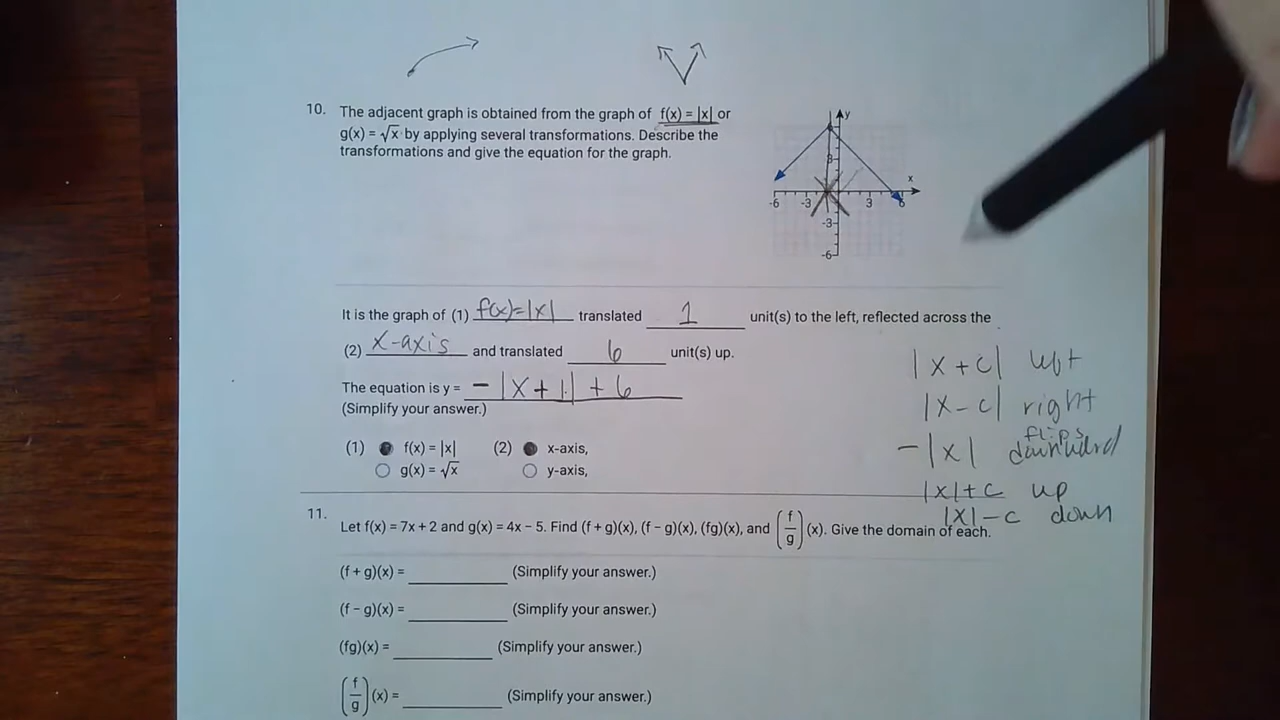 10. The adjacent graph is obtained from the graph of f(x) = |x| or
g(x) = √x by applying several transformations. Describe the
transformations and give the equation for the graph.
y
3
x
-6 -3 3 6
-3
-6
It is the graph of (1) f(x)=|x| translated 1 unit(s) to the left, reflected across the
(2) x-axis and translated 6 unit(s) up.
The equation is y = - |x+1| + 6
(Simplify your answer.)
(1) f(x) = |x| (2) x-axis,
g(x) = √x y-axis,
|x+c| left
|x-c| right
-|x| flips downward
|x|+c up
|x|-c down
11. Let f(x) = 7x + 2 and g(x) = 4x - 5. Find (f + g)(x), (f - g)(x), (fg)(x), and (f/g)(x). Give the domain of each.
(f + g)(x) = ________ (Simplify your answer.)
(f - g)(x) = ________ (Simplify your answer.)
(fg)(x) = ________ (Simplify your answer.)
(f/g)(x) = ________ (Simplify your answer.)